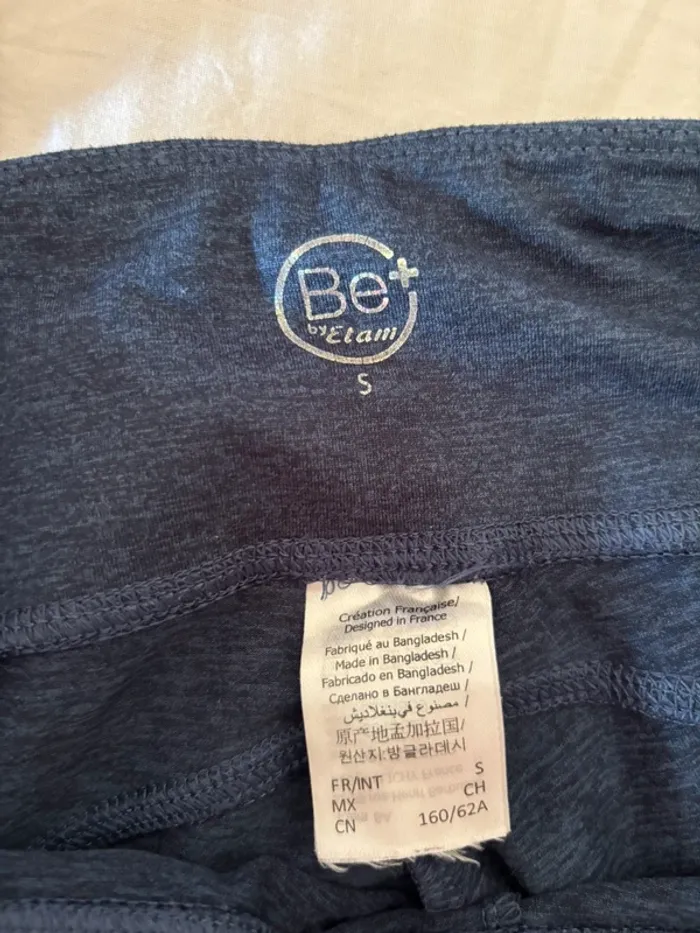 Be+
by Etam
S
Création Française/
Designed in France
Fabriqué au Bangladesh /
Made in Bangladesh /
Fabricado en Bangladesh /
Сделано в Бангладеш /
مصنوع في بنغلاديش /
原产地孟加拉国/
원산지:방글라데시
FR/INT S
MX CH
CN 160/62A